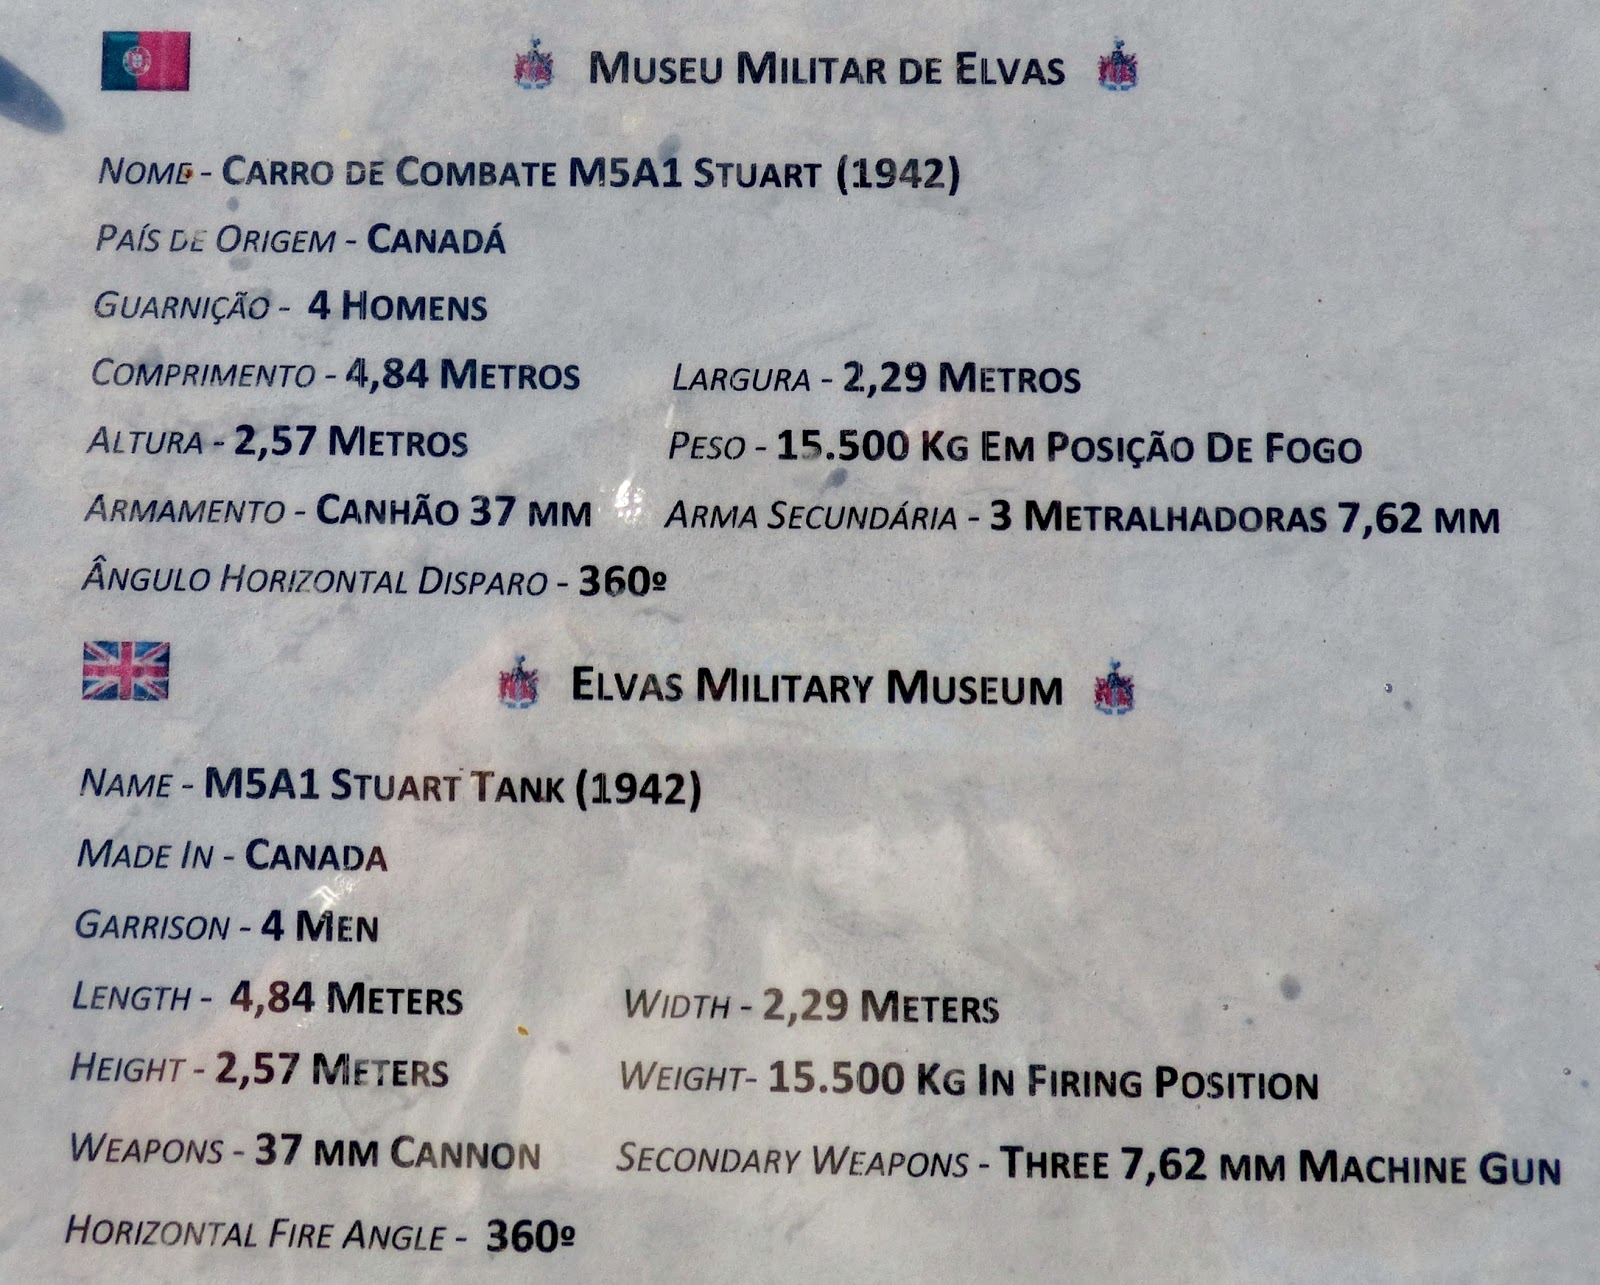 Museu Militar de Elvas
Nome - Carro de Combate M5A1 Stuart (1942)
País de Origem - Canadá
Guarnição - 4 Homens
Comprimento - 4,84 Metros Largura - 2,29 Metros
Altura - 2,57 Metros Peso - 15.500 Kg Em Posição De Fogo
Armamento - Canhão 37 mm Arma Secundária - 3 Metralhadoras 7,62 mm
Ângulo Horizontal Disparo - 360º
Elvas Military Museum
Name - M5A1 Stuart Tank (1942)
Made In - Canada
Garrison - 4 Men
Length - 4,84 Meters Width - 2,29 Meters
Height - 2,57 Meters Weight- 15.500 Kg In Firing Position
Weapons - 37 mm Cannon Secondary Weapons - Three 7,62 mm Machine Gun
Horizontal Fire Angle - 360º